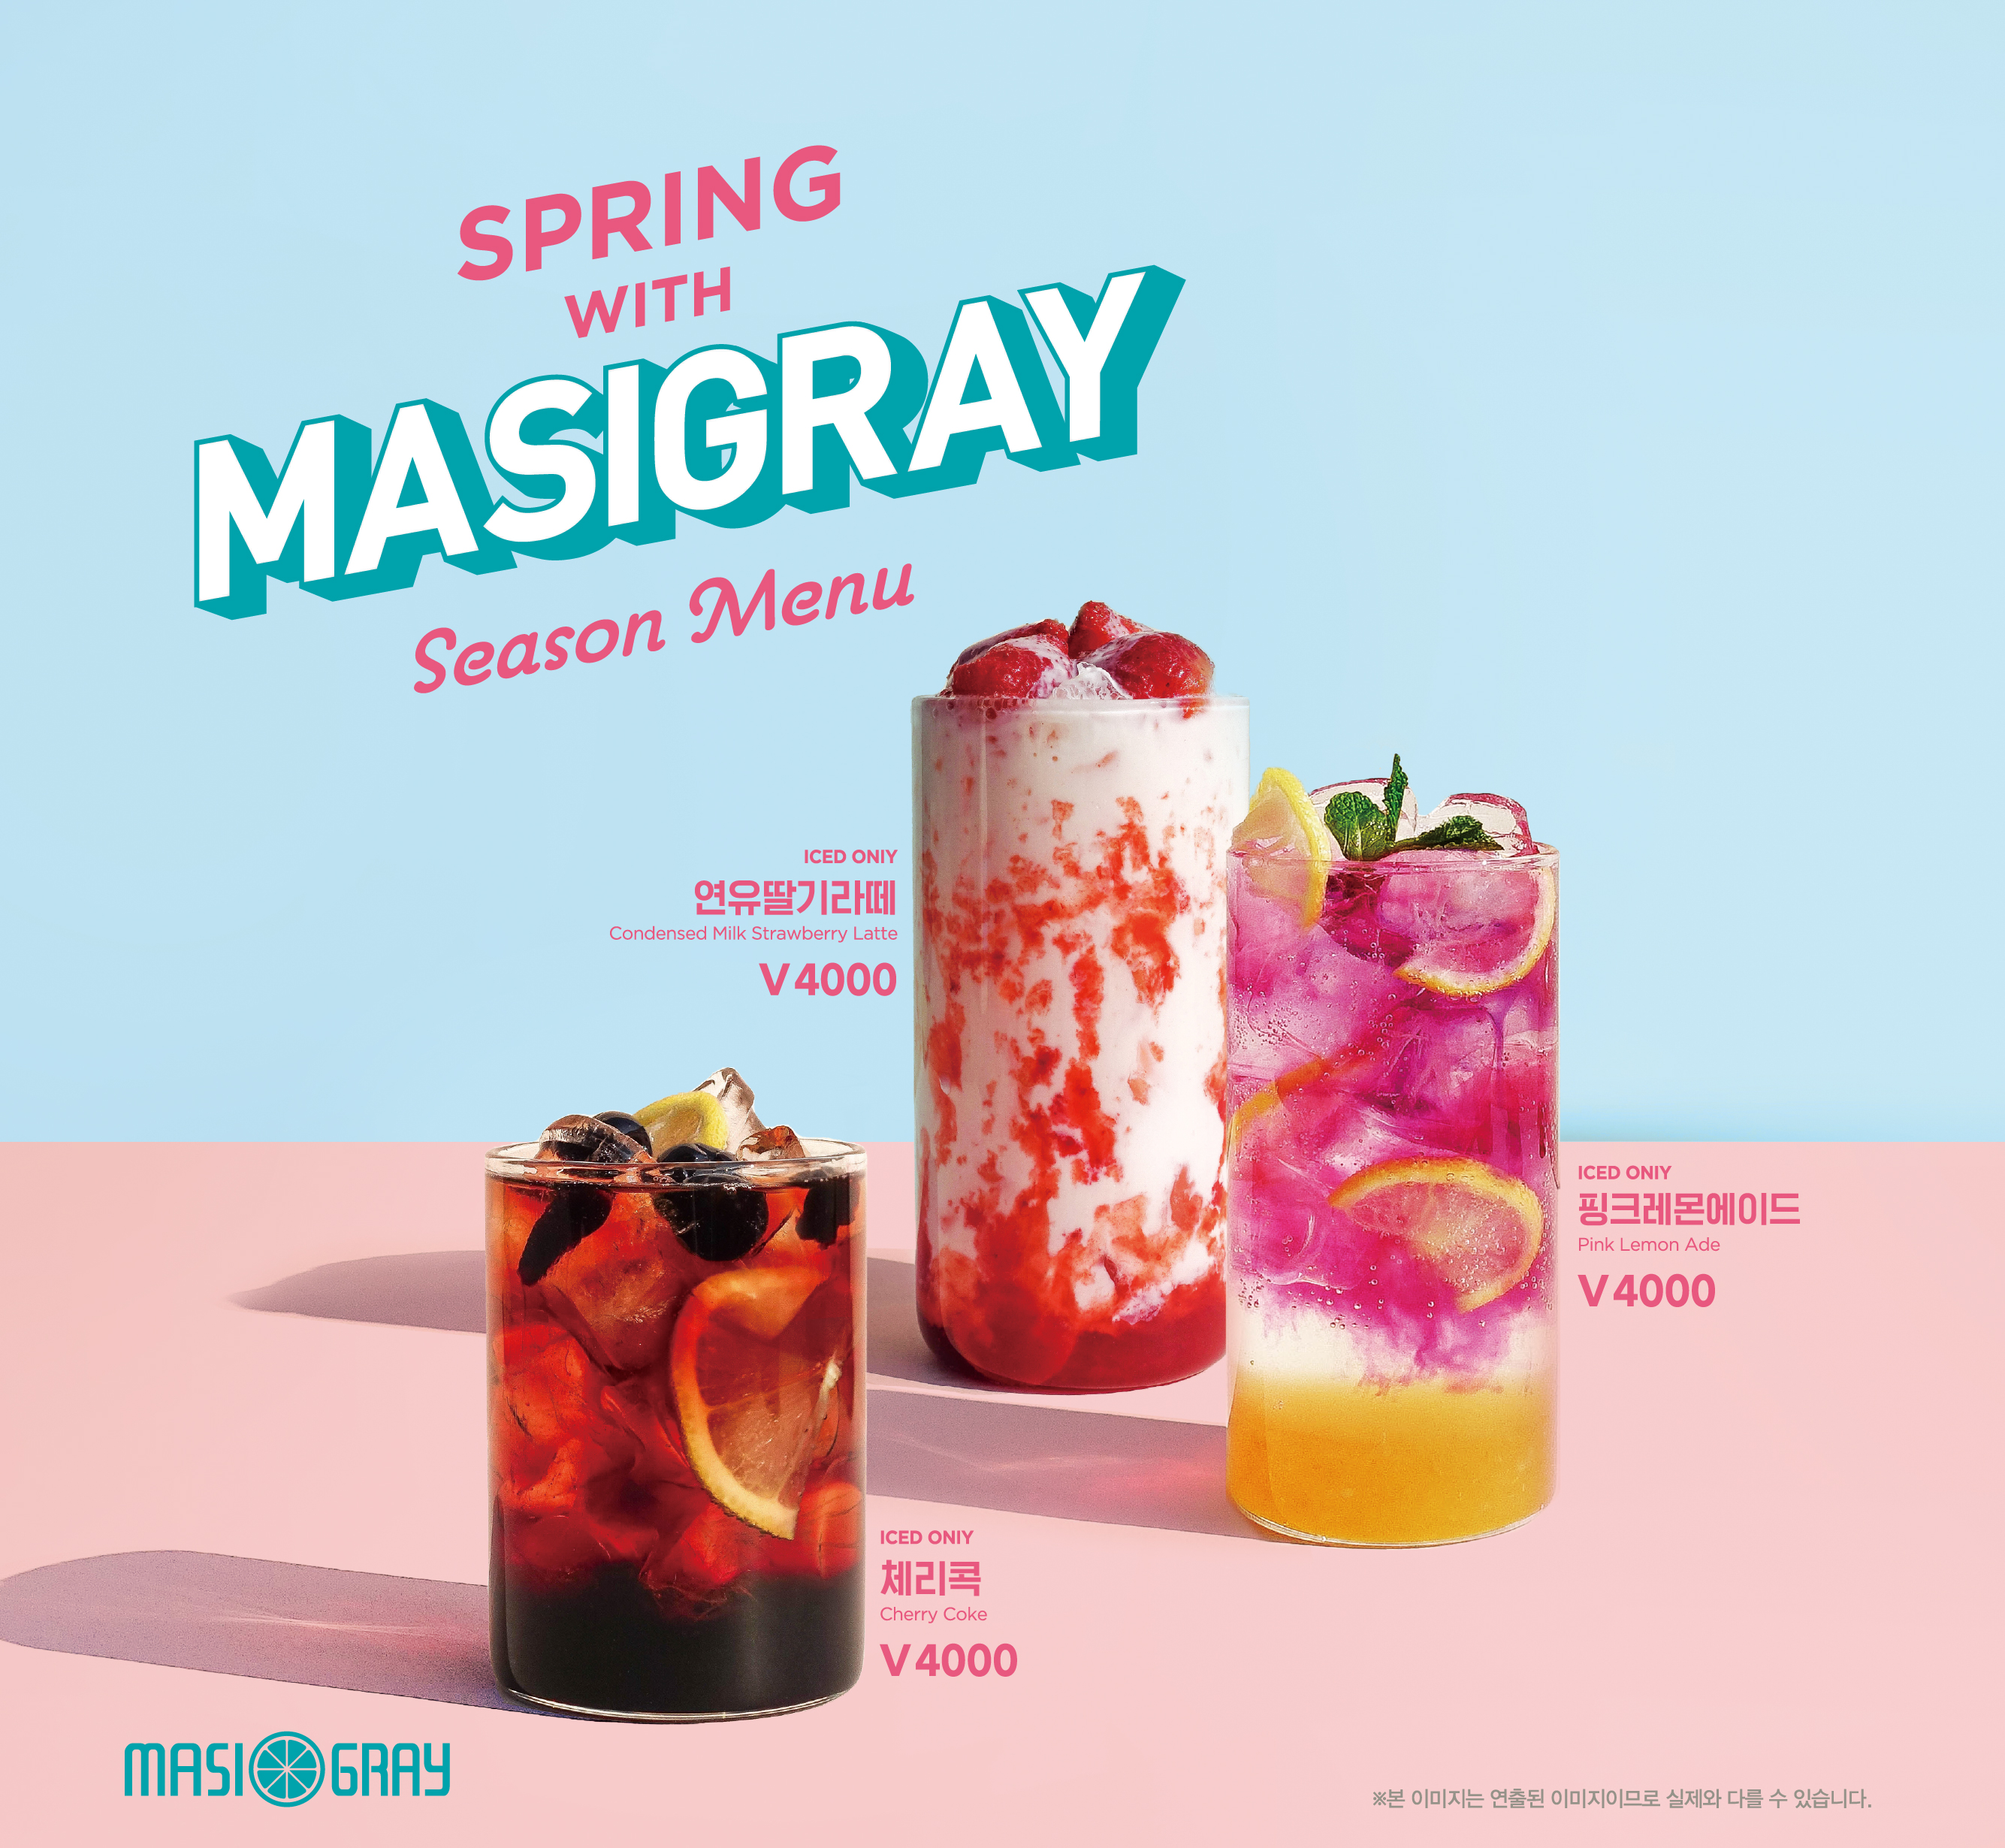 SPRING
WITH
MASIGRAY
Season Menu
ICED ONIY
연유딸기라떼
Condensed Milk Strawberry Latte
V4000
ICED ONIY
핑크레몬에이드
Pink Lemon Ade
V4000
ICED ONIY
체리콕
Cherry Coke
V4000
MASI GRAY
※본 이미지는 연출된 이미지이므로 실제와 다를 수 있습니다.